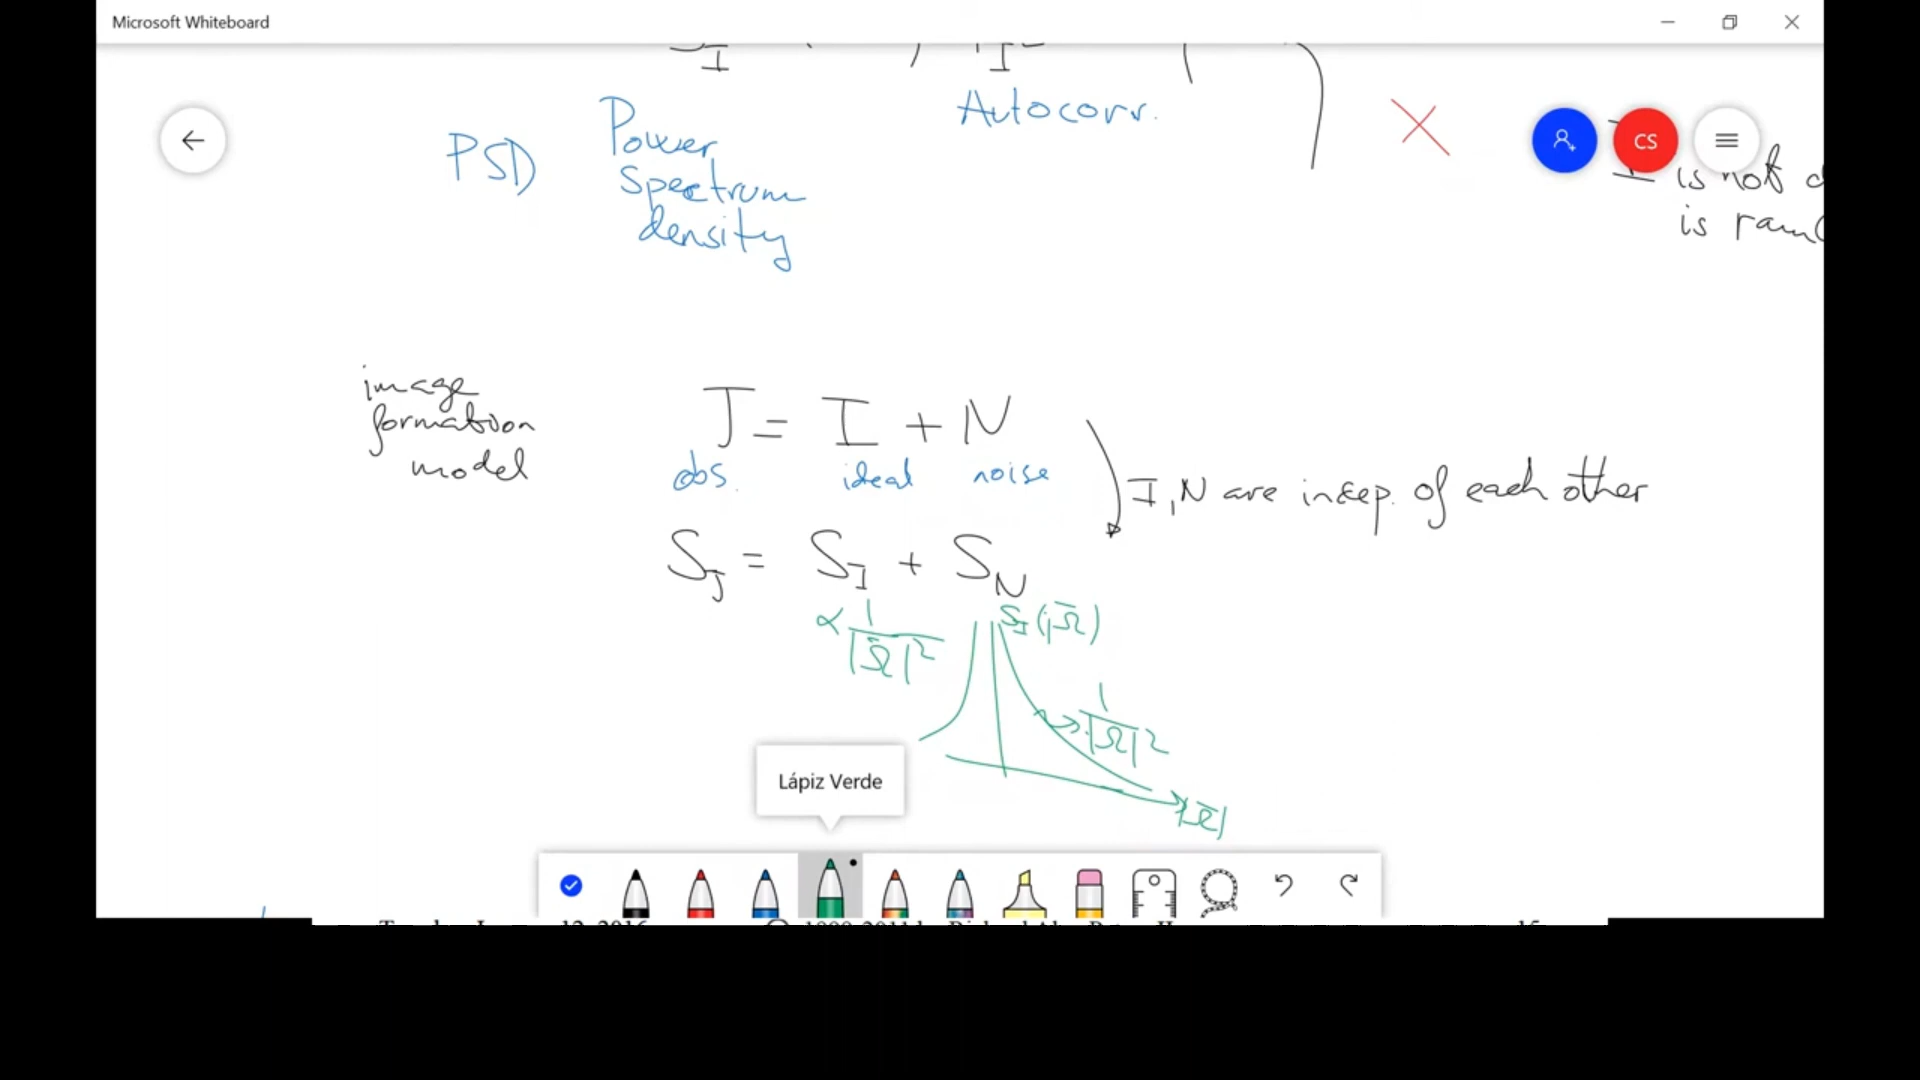 Microsoft Whiteboard
Autocorr.
PSD
Power
spectrum
density
CS
is not
is
image
formation
model
J = I + N
obs. ideal noise
I, N are indep. of each other
S_J = S_I + S_N
∝ 1/|Ω̄|²
S_I(jΩ̄)
1/|Ω̄|²
|Ω̄|
Lápiz Verde